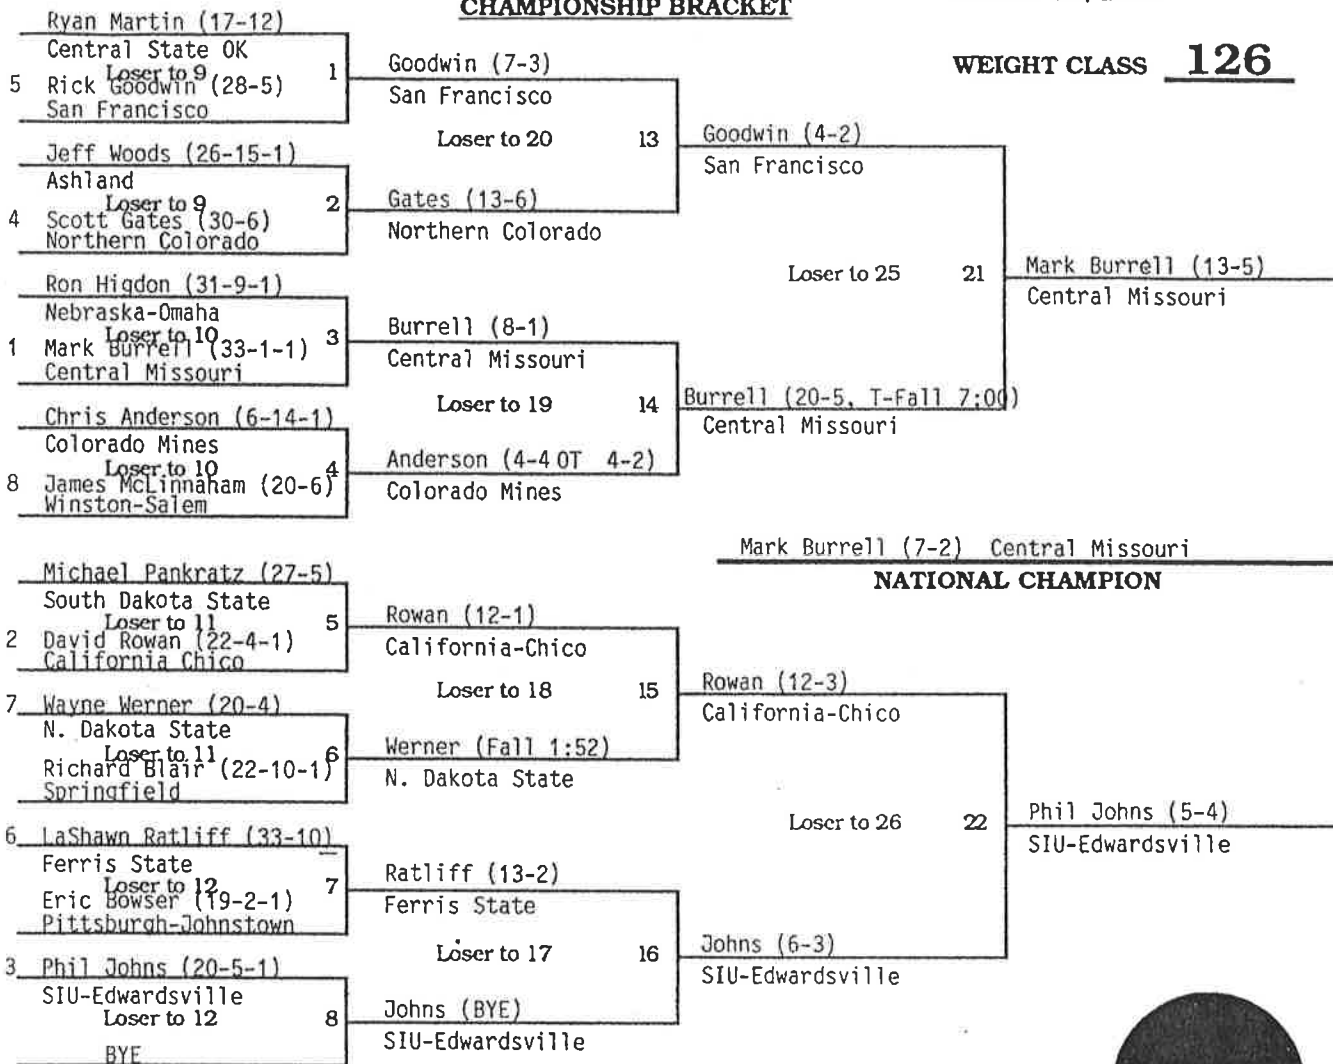 CHAMPIONSHIP BRACKET
WEIGHT CLASS 126
Ryan Martin (17-12)
Central State OK
Loser to 9
1
5 Rick Goodwin (28-5)
San Francisco
Jeff Woods (26-15-1)
Ashland
Loser to 9
2
4 Scott Gates (30-6)
Northern Colorado
Ron Higdon (31-9-1)
Nebraska-Omaha
Loser to 10
3
1 Mark Burrell (33-1-1)
Central Missouri
Chris Anderson (6-14-1)
Colorado Mines
Loser to 10
4
8 James McLinnaham (20-6)
Winston-Salem
Michael Pankratz (27-5)
South Dakota State
Loser to 11
5
2 David Rowan (22-4-1)
California Chico
7 Wayne Werner (20-4)
N. Dakota State
Loser to 11
6
Richard Blair (22-10-1)
Springfield
6 LaShawn Ratliff (33-10)
Ferris State
Loser to 12
7
Eric Bowser (19-2-1)
Pittsburgh-Johnstown
3 Phil Johns (20-5-1)
SIU-Edwardsville
Loser to 12
8
BYE
Goodwin (7-3)
San Francisco
Loser to 20
13
Gates (13-6)
Northern Colorado
Burrell (8-1)
Central Missouri
Loser to 19
14
Anderson (4-4 OT 4-2)
Colorado Mines
Rowan (12-1)
California-Chico
Loser to 18
15
Werner (Fall 1:52)
N. Dakota State
Ratliff (13-2)
Ferris State
Loser to 17
16
Johns (BYE)
SIU-Edwardsville
Goodwin (4-2)
San Francisco
Loser to 25
21
Burrell (20-5, T-Fall 7:00)
Central Missouri
Rowan (12-3)
California-Chico
Loser to 26
22
Johns (6-3)
SIU-Edwardsville
Mark Burrell (13-5)
Central Missouri
Phil Johns (5-4)
SIU-Edwardsville
Mark Burrell (7-2) Central Missouri
NATIONAL CHAMPION